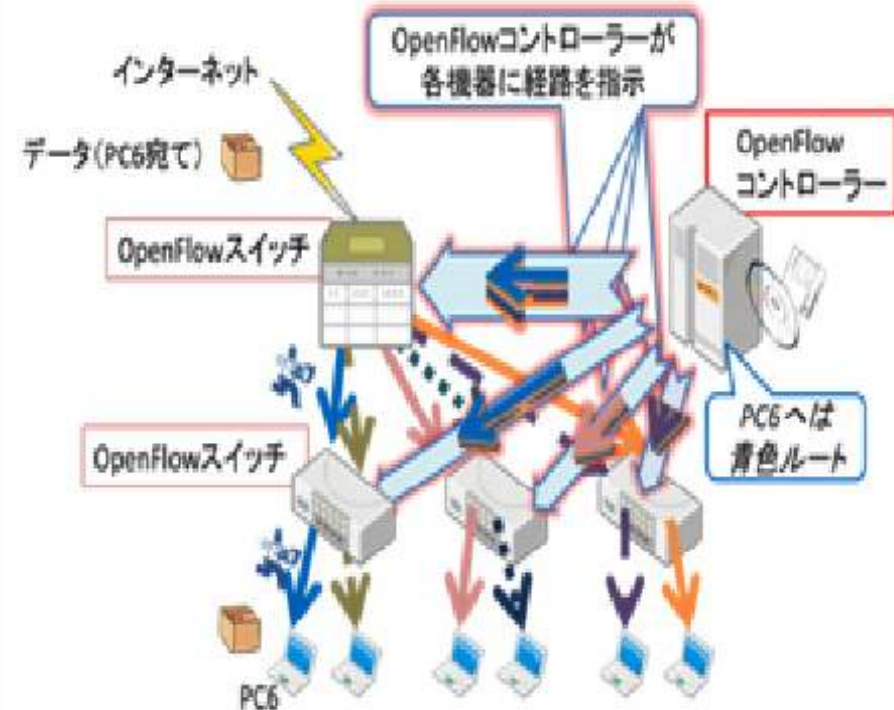 OpenFlowコントローラーが
各機器に経路を指示
インターネット
データ(PC6宛て)
OpenFlow
コントローラー
OpenFlowスイッチ
PC6へは
青色ルート
OpenFlowスイッチ
PC6